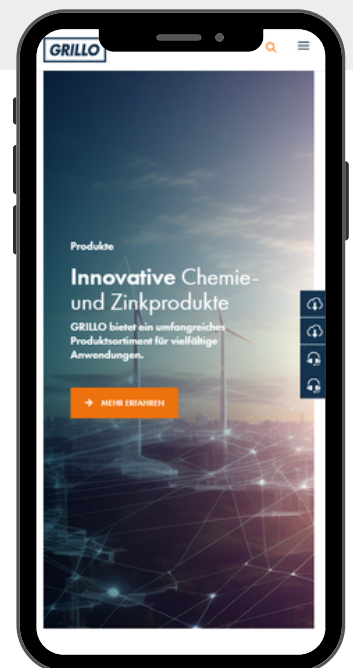 GRILLO
Produkte
Innovative Chemie-
und Zinkprodukte
GRILLO bietet ein umfangreiches
Produktsortiment für vielfältige
Anwendungen.
MEHR ERFAHREN